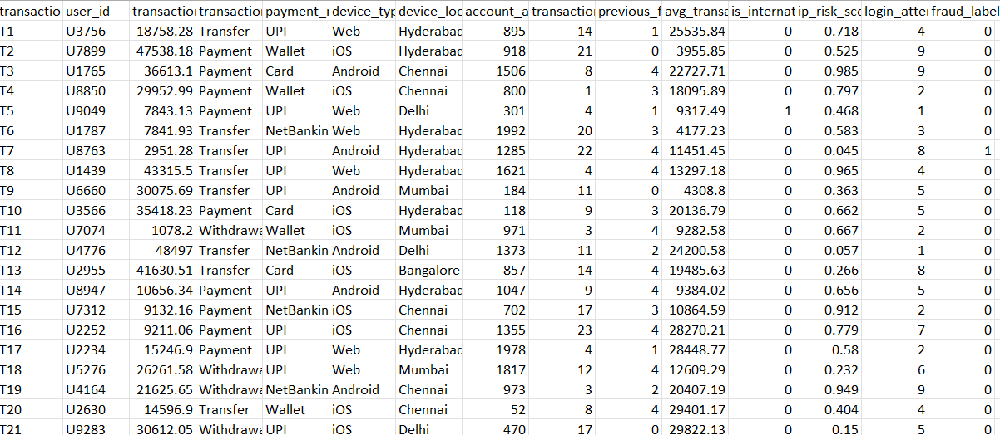 transaction user_id transaction transaction payment_r device_typ device_loc account_a transaction previous_f avg_transa is_internat ip_risk_sco login_atter fraud_label
T1 U3756 18758.28 Transfer UPI Web Hyderabad 895 14 1 25535.84 0 0.718 4 0
T2 U7899 47538.18 Payment Wallet iOS Hyderabad 918 21 0 3955.85 0 0.525 9 0
T3 U1765 36613.1 Payment Card Android Chennai 1506 8 4 22727.71 0 0.985 9 0
T4 U8850 29952.99 Payment Wallet iOS Chennai 800 1 3 18095.89 0 0.797 2 0
T5 U9049 7843.13 Payment UPI Web Delhi 301 4 1 9317.49 1 0.468 1 0
T6 U1787 7841.93 Transfer NetBankin Web Hyderabad 1992 20 3 4177.23 0 0.583 3 0
T7 U8763 2951.28 Transfer UPI Android Hyderabad 1285 22 4 11451.45 0 0.045 8 1
T8 U1439 43315.5 Transfer UPI Web Hyderabad 1621 4 4 13297.18 0 0.965 4 0
T9 U6660 30075.69 Transfer UPI Android Mumbai 184 11 0 4308.8 0 0.363 5 0
T10 U3566 35418.23 Payment Card iOS Chennai 118 9 3 20136.79 0 0.662 5 0
T11 U7074 1078.2 Withdrawa Wallet iOS Mumbai 971 3 4 9282.58 0 0.667 2 0
T12 U4776 48497 Transfer NetBankin Android Delhi 1373 11 2 24200.58 0 0.057 1 0
T13 U2955 41630.51 Transfer Card iOS Bangalore 857 14 4 19485.63 0 0.266 8 0
T14 U8947 10656.34 Payment UPI Android Hyderabad 1047 9 4 9384.02 0 0.656 5 0
T15 U7312 9132.16 Payment NetBankin iOS Chennai 702 17 3 10864.59 0 0.912 2 0
T16 U2252 9211.06 Payment UPI iOS Chennai 1355 23 4 28270.21 0 0.779 7 0
T17 U2234 15246.9 Payment UPI Web Hyderabad 1978 4 1 28448.77 0 0.58 2 0
T18 U5276 26261.58 Withdrawa UPI Web Mumbai 1817 12 4 12609.29 0 0.232 6 0
T19 U4164 21625.65 Withdrawa NetBankin Android Chennai 973 3 2 20407.19 0 0.949 9 0
T20 U2630 14596.9 Transfer Wallet iOS Chennai 52 8 4 29401.17 0 0.404 4 0
T21 U9283 30612.05 Withdrawa UPI iOS Delhi 470 17 0 29822.13 0 0.15 5 0